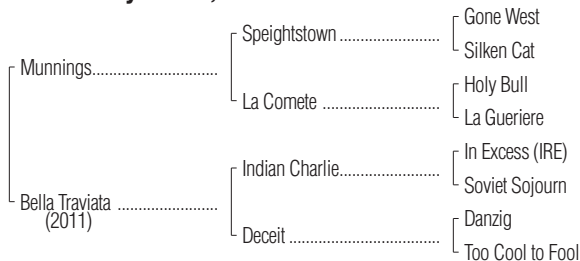 Gone West
Speightstown
Silken Cat
Munnings
Holy Bull
La Comete
La Gueriere
In Excess (IRE)
Indian Charlie
Soviet Sojourn
Bella Traviata
(2011)
Danzig
Deceit
Too Cool to Fool